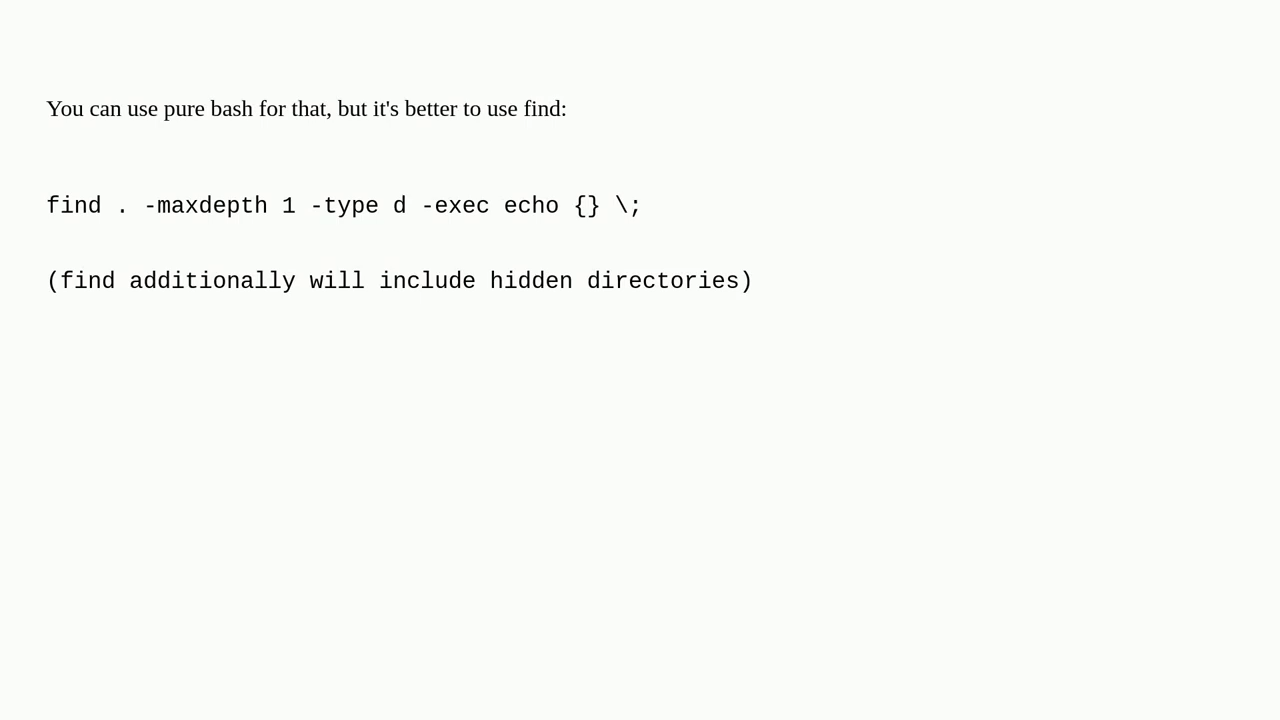 You can use pure bash for that, but it's better to use find:
find . -maxdepth 1 -type d -exec echo {} \;
(find additionally will include hidden directories)